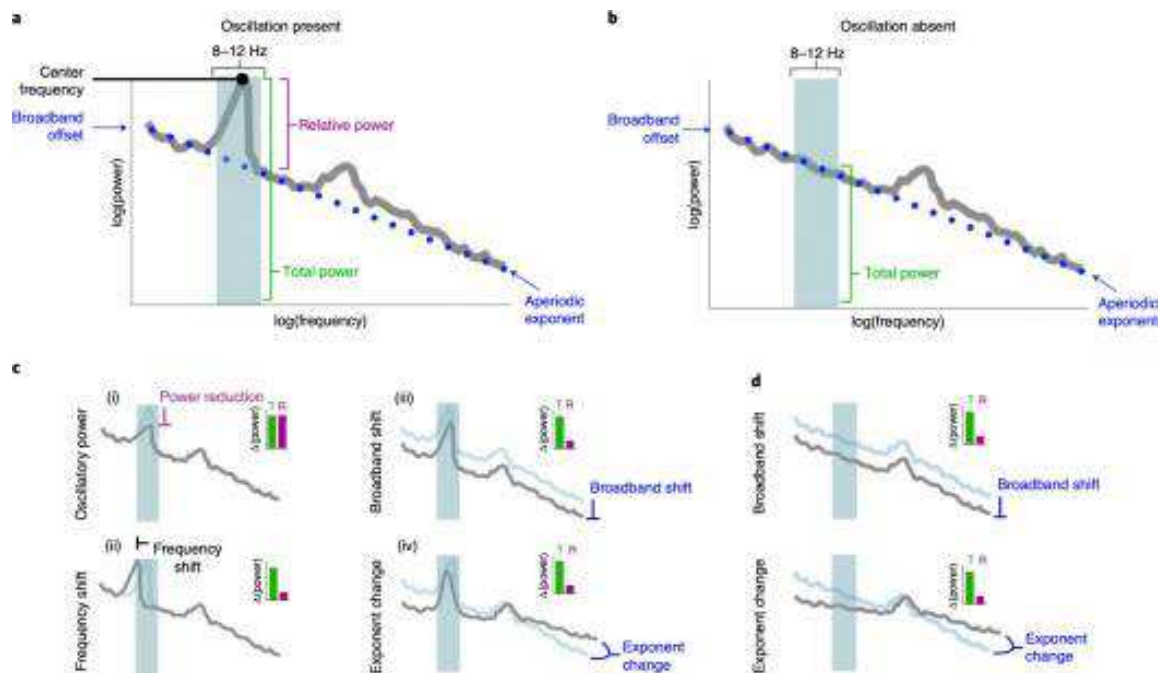 a
Oscillation present
8–12 Hz
Center
frequency
Broadband
offset
Relative power
log(power)
Total power
Aperiodic
exponent
log(frequency)
b
Oscillation absent
8–12 Hz
Broadband
offset
log(power)
Total power
Aperiodic
exponent
log(frequency)
c
(i)
Power reduction
T R
Δ(power)
Oscillatory power
(ii)
Frequency
shift
Δ(power)
Frequency shift
(iii)
T R
Δ(power)
Broadband shift
Broadband shift
(iv)
T R
Δ(power)
Exponent change
Exponent
change
d
T R
Δ(power)
Broadband shift
Broadband shift
T R
Δ(power)
Exponent change
Exponent
change